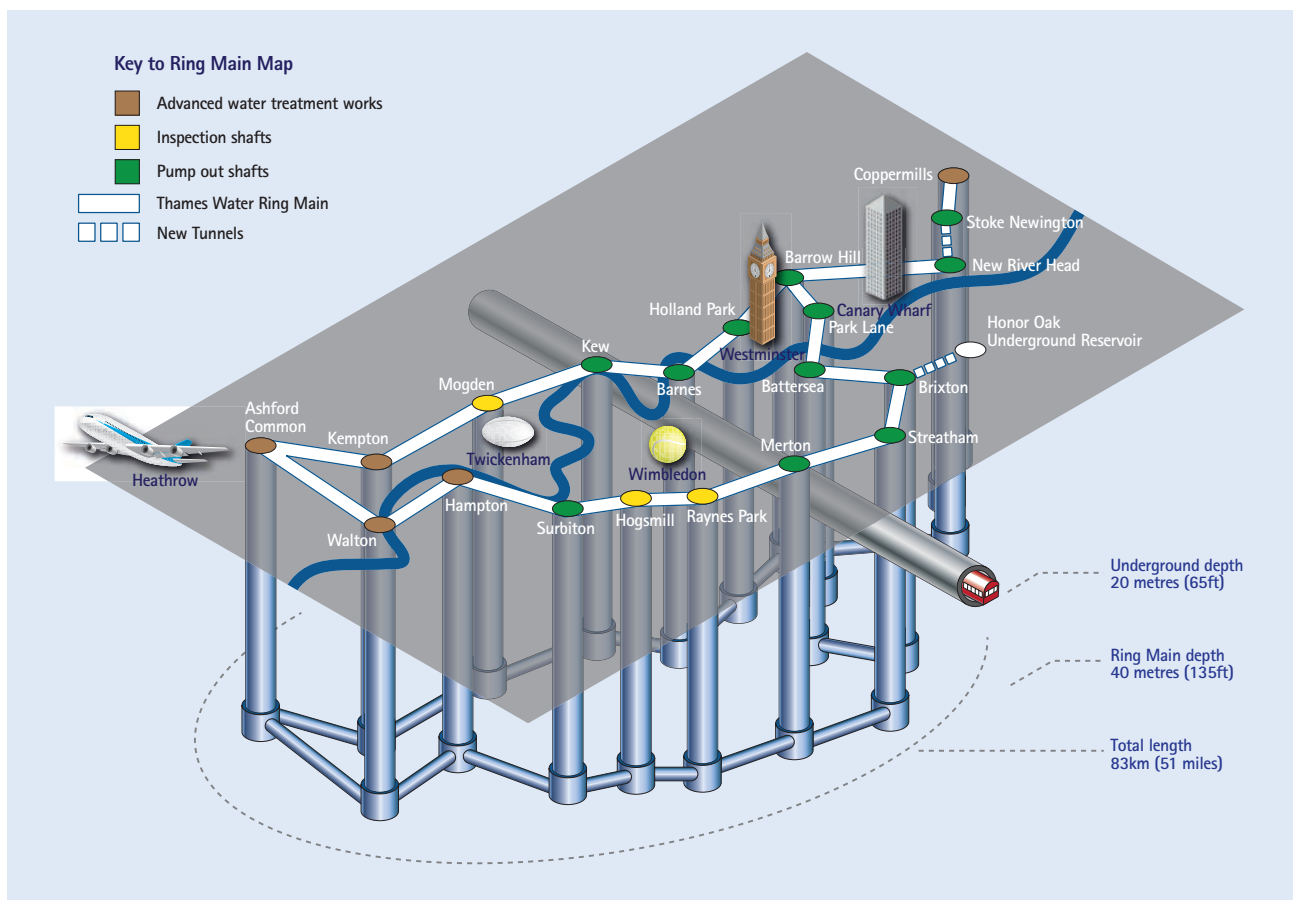 Key to Ring Main Map
Advanced water treatment works
Inspection shafts
Pump out shafts
Thames Water Ring Main
New Tunnels
Coppermills
Stoke Newington
Barrow Hill
New River Head
Holland Park
Canary Wharf
Park Lane
Honor Oak
Underground Reservoir
Westminster
Kew
Barnes
Battersea
Brixton
Mogden
Ashford
Common
Kempton
Streatham
Merton
Twickenham
Wimbledon
Heathrow
Hampton
Raynes Park
Hogsmill
Surbiton
Walton
Underground depth
20 metres (65ft)
Ring Main depth
40 metres (135ft)
Total length
83km (51 miles)